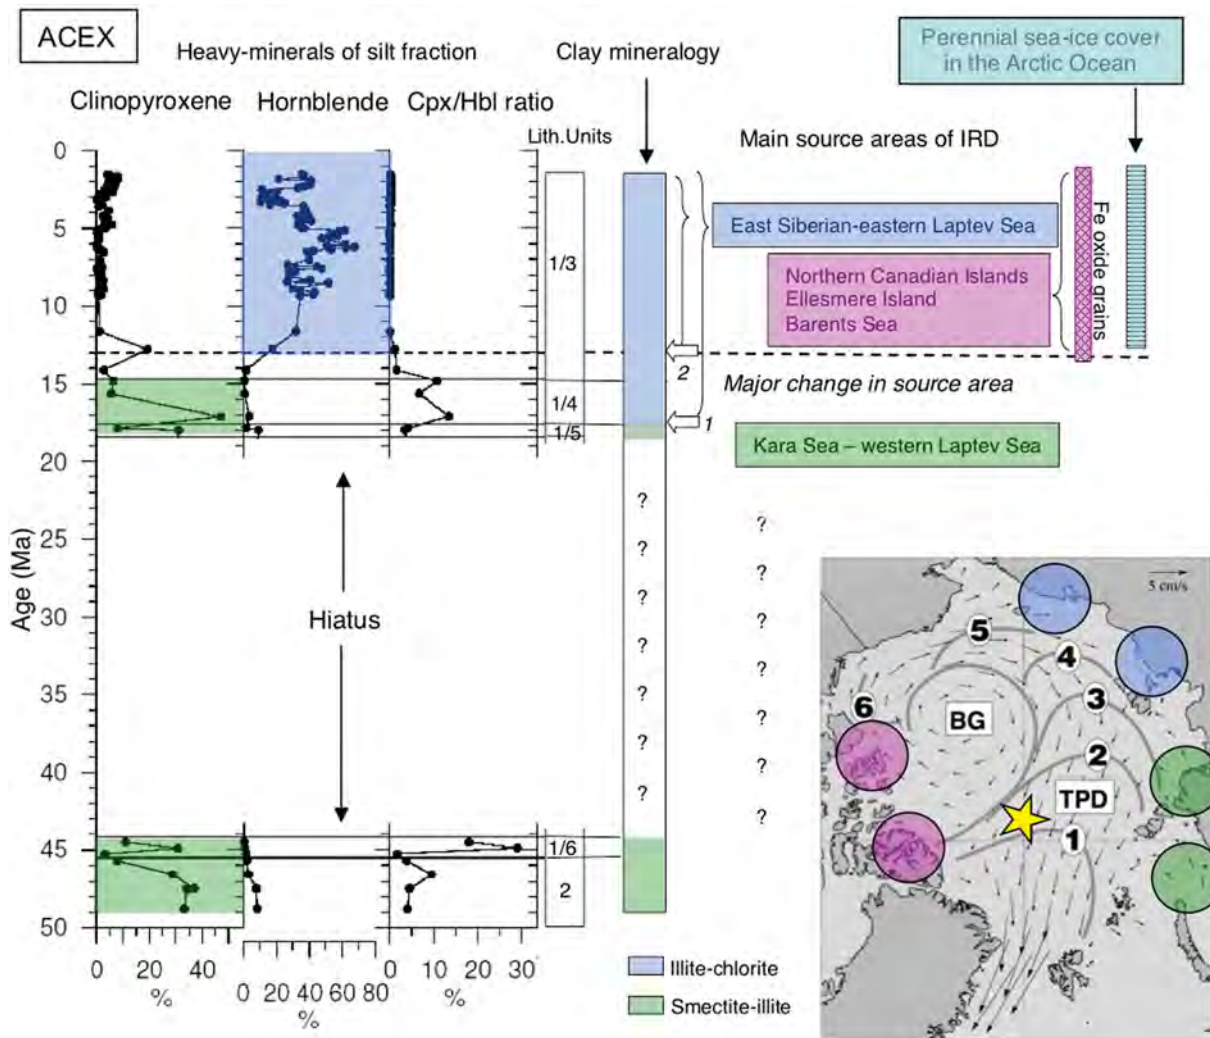 ACEX
Heavy-minerals of silt fraction
Clay mineralogy
Perennial sea-ice cover
in the Arctic Ocean
Clinopyroxene
Hornblende
Cpx/Hbl ratio
Lith.Units
Main source areas of IRD
0
5
10
15
20
25
30
35
40
45
50
Age (Ma)
1/3
1/4
1/5
1/6
2
East Siberian-eastern Laptev Sea
Northern Canadian Islands
Ellesmere Island
Barents Sea
Fe oxide grains
2
Major change in source area
1
Kara Sea – western Laptev Sea
Hiatus
?
?
?
?
?
?
?
?
?
?
?
?
?
?
0 20 40
%
0 20 40 60 80
%
0 10 20 30
%
Illite-chlorite
Smectite-illite
5 cm/s
5
4
3
6
BG
2
TPD
1